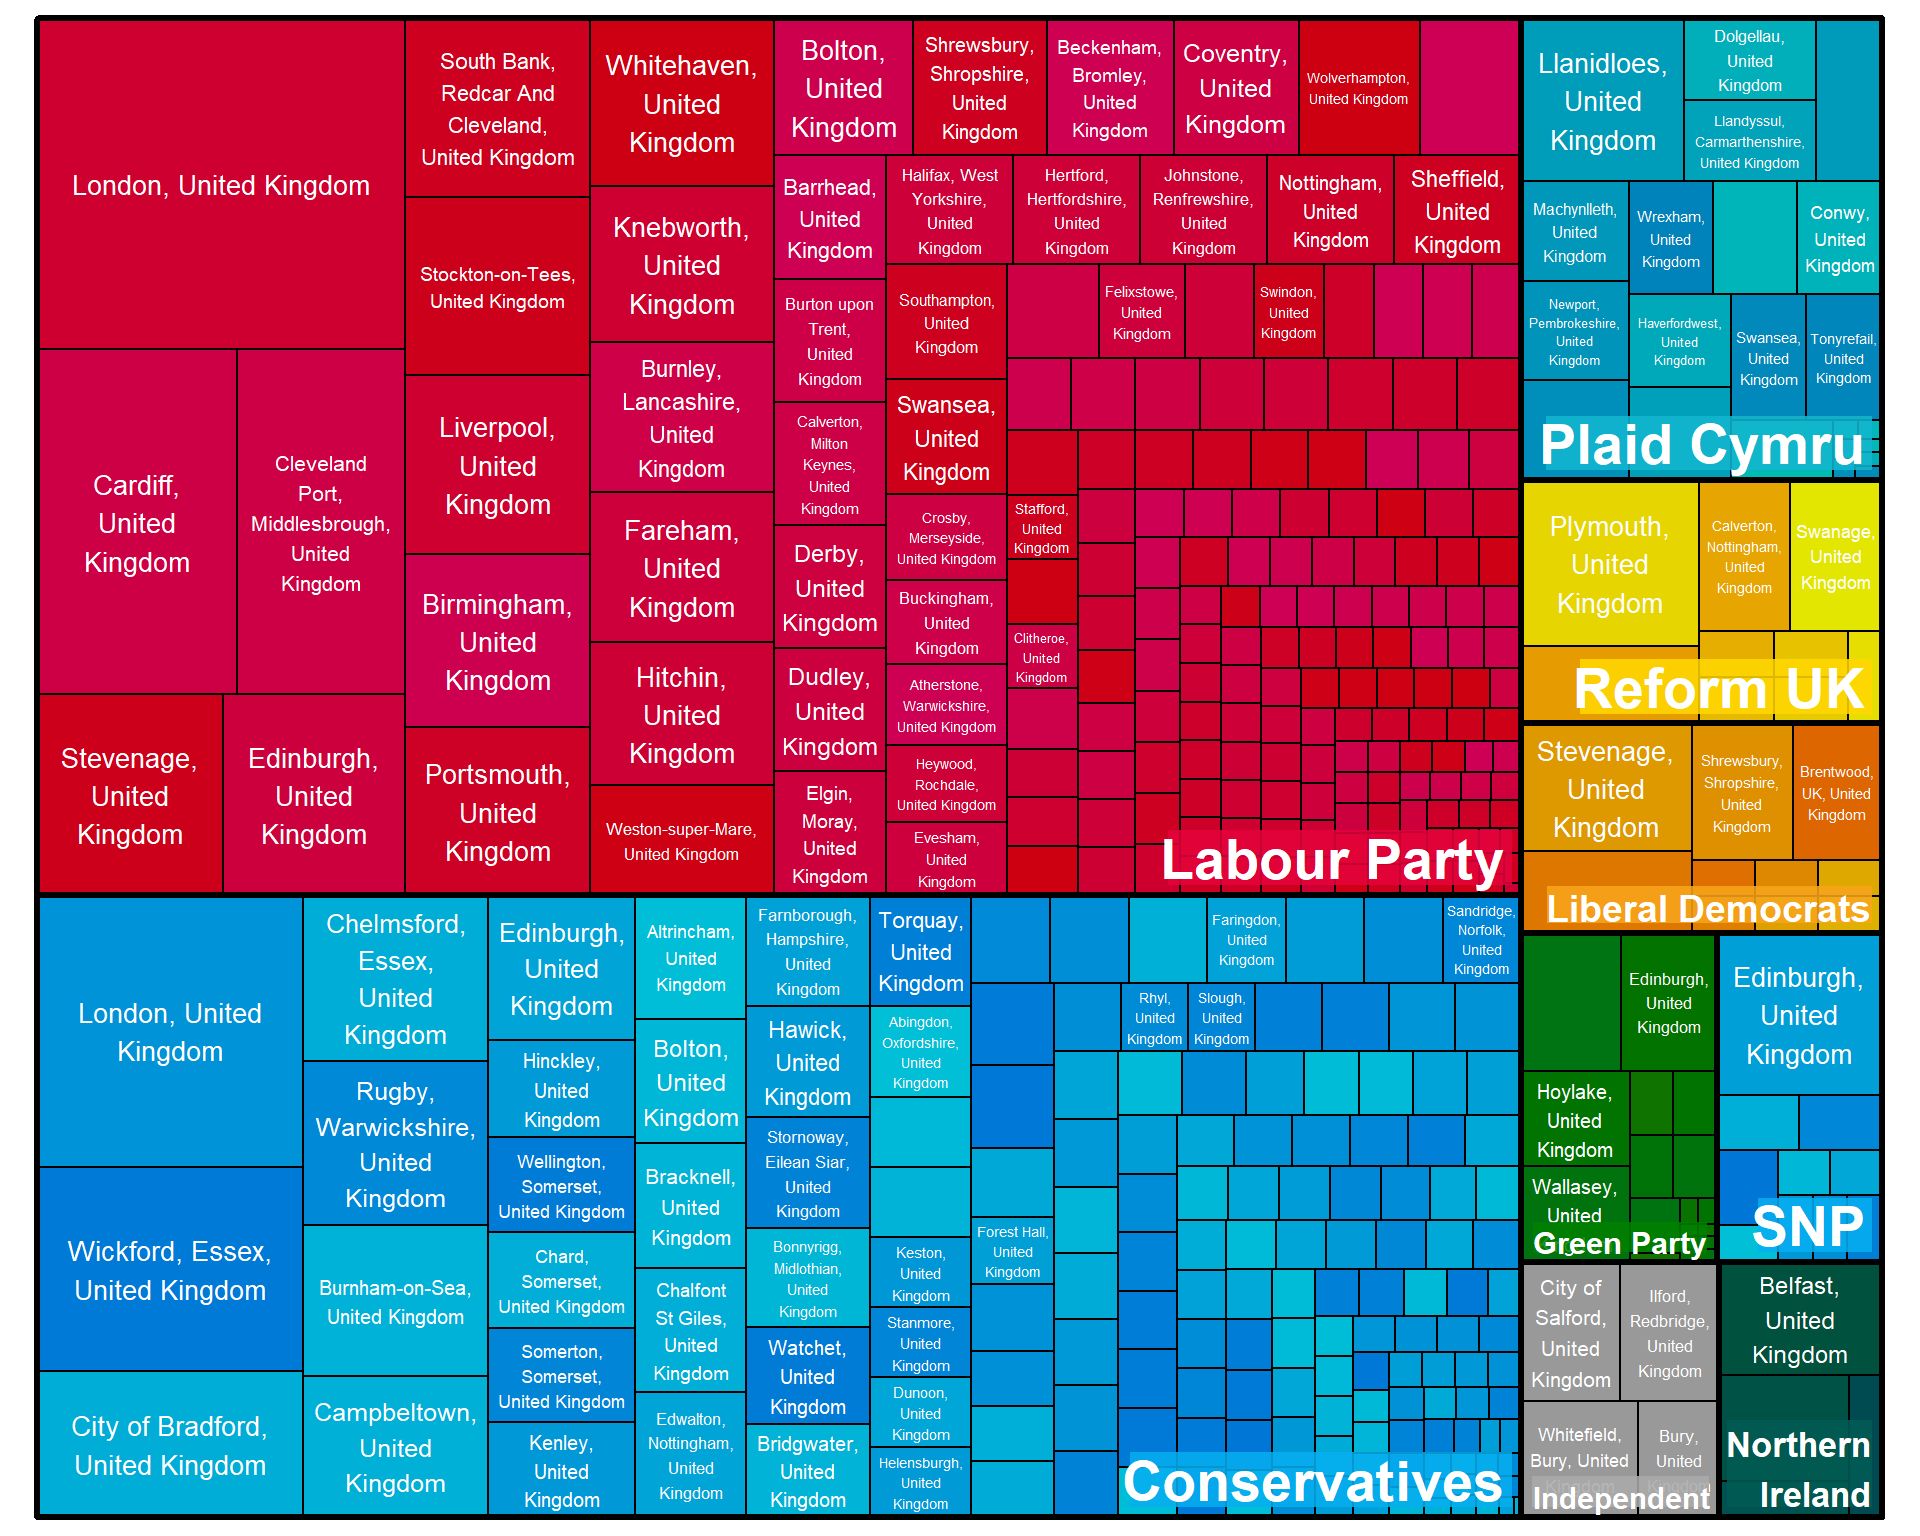 London, United Kingdom
Cardiff,
United
Kingdom
Cleveland
Port,
Middlesbrough,
United
Kingdom
Stevenage,
United
Kingdom
Edinburgh,
United
Kingdom
South Bank,
Redcar And
Cleveland,
United Kingdom
Stockton-on-Tees,
United Kingdom
Liverpool,
United
Kingdom
Birmingham,
United
Kingdom
Portsmouth,
United
Kingdom
Whitehaven,
United
Kingdom
Knebworth,
United
Kingdom
Burnley,
Lancashire,
United
Kingdom
Fareham,
United
Kingdom
Hitchin,
United
Kingdom
Weston-super-Mare,
United Kingdom
Bolton,
United
Kingdom
Shrewsbury,
Shropshire,
United
Kingdom
Beckenham,
Bromley,
United
Kingdom
Coventry,
United
Kingdom
Wolverhampton,
United Kingdom
Barrhead,
United
Kingdom
Burton upon
Trent,
United
Kingdom
Calverton,
Milton
Keynes,
United
Kingdom
Derby,
United
Kingdom
Dudley,
United
Kingdom
Elgin,
Moray,
United
Kingdom
Halifax, West
Yorkshire,
United
Kingdom
Hertford,
Hertfordshire,
United
Kingdom
Johnstone,
Renfrewshire,
United
Kingdom
Nottingham,
United
Kingdom
Sheffield,
United
Kingdom
Southampton,
United
Kingdom
Swansea,
United
Kingdom
Crosby,
Merseyside,
United Kingdom
Buckingham,
United
Kingdom
Atherstone,
Warwickshire,
United Kingdom
Heywood,
Rochdale,
United Kingdom
Evesham,
United
Kingdom
Felixstowe,
United
Kingdom
Swindon,
United
Kingdom
Stafford,
United
Kingdom
Clitheroe,
United
Kingdom
Labour Party
Llanidloes,
United
Kingdom
Dolgellau,
United
Kingdom
Llandyssul,
Carmarthenshire,
United Kingdom
Machynlleth,
United
Kingdom
Wrexham,
United
Kingdom
Conwy,
United
Kingdom
Newport,
Pembrokeshire,
United
Kingdom
Haverfordwest,
United
Kingdom
Swansea,
United
Kingdom
Tonyrefail,
United
Kingdom
Plaid Cymru
Plymouth,
United
Kingdom
Calverton,
Nottingham,
United
Kingdom
Swanage,
United
Kingdom
Reform UK
Stevenage,
United
Kingdom
Shrewsbury,
Shropshire,
United
Kingdom
Brentwood,
UK, United
Kingdom
Liberal Democrats
London, United
Kingdom
Wickford, Essex,
United Kingdom
City of Bradford,
United Kingdom
Chelmsford,
Essex,
United
Kingdom
Rugby,
Warwickshire,
United
Kingdom
Burnham-on-Sea,
United Kingdom
Campbeltown,
United
Kingdom
Edinburgh,
United
Kingdom
Hinckley,
United
Kingdom
Wellington,
Somerset,
United Kingdom
Chard,
Somerset,
United Kingdom
Somerton,
Somerset,
United Kingdom
Kenley,
United
Kingdom
Altrincham,
United
Kingdom
Bolton,
United
Kingdom
Bracknell,
United
Kingdom
Chalfont
St Giles,
United
Kingdom
Edwalton,
Nottingham,
United
Kingdom
Farnborough,
Hampshire,
United
Kingdom
Hawick,
United
Kingdom
Stornoway,
Eilean Siar,
United
Kingdom
Bonnyrigg,
Midlothian,
United
Kingdom
Watchet,
United
Kingdom
Bridgwater,
United
Kingdom
Torquay,
United
Kingdom
Abingdon,
Oxfordshire,
United
Kingdom
Keston,
United
Kingdom
Stanmore,
United
Kingdom
Dunoon,
United
Kingdom
Helensburgh,
United
Kingdom
Forest Hall,
United
Kingdom
Faringdon,
United
Kingdom
Sandridge,
Norfolk,
United
Kingdom
Rhyl,
United
Kingdom
Slough,
United
Kingdom
Conservatives
Edinburgh,
United
Kingdom
Hoylake,
United
Kingdom
Wallasey,
United
Green Party
Edinburgh,
United
Kingdom
SNP
City of
Salford,
United
Kingdom
Ilford,
Redbridge,
United
Kingdom
Whitefield,
Bury, United
Bury,
United
Independent
Belfast,
United
Kingdom
Northern
Ireland